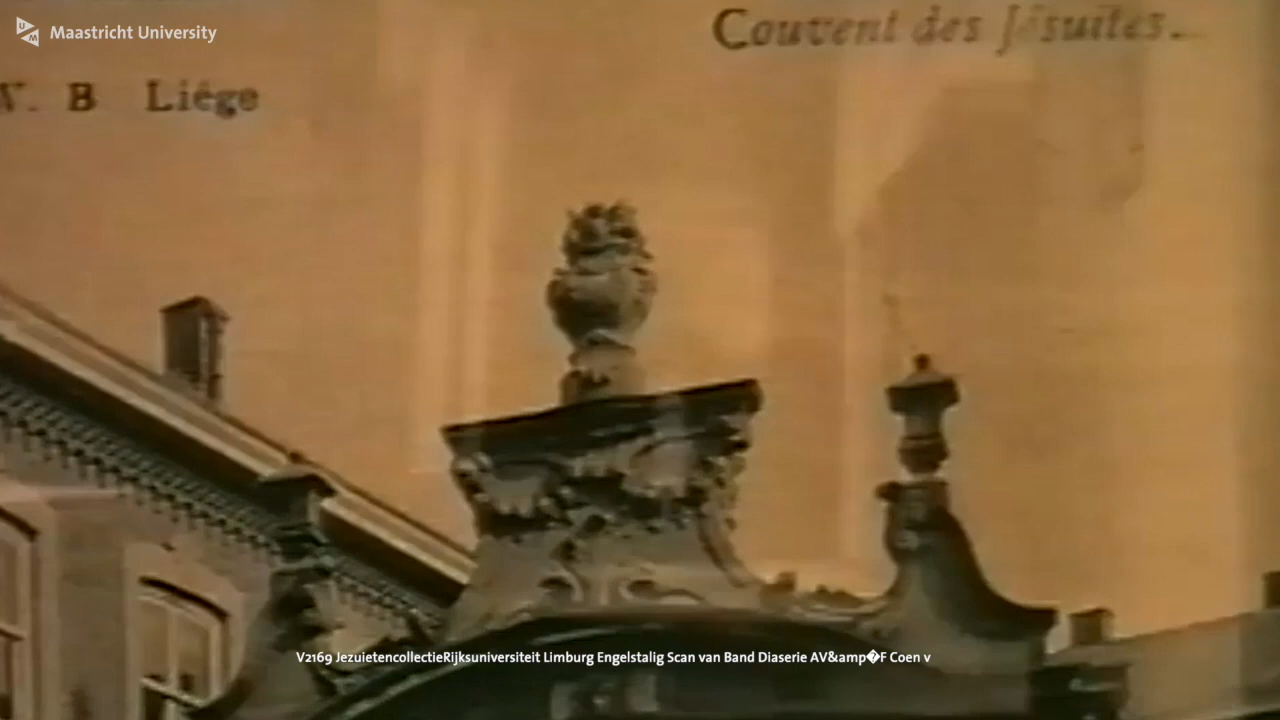 Maastricht University
Couvent des Jésuites.
W. B Liége
V2169 JezuietencollectieRijksuniversiteit Limburg Engelstalig Scan van Band Diaserie AV&amp�F Coen v